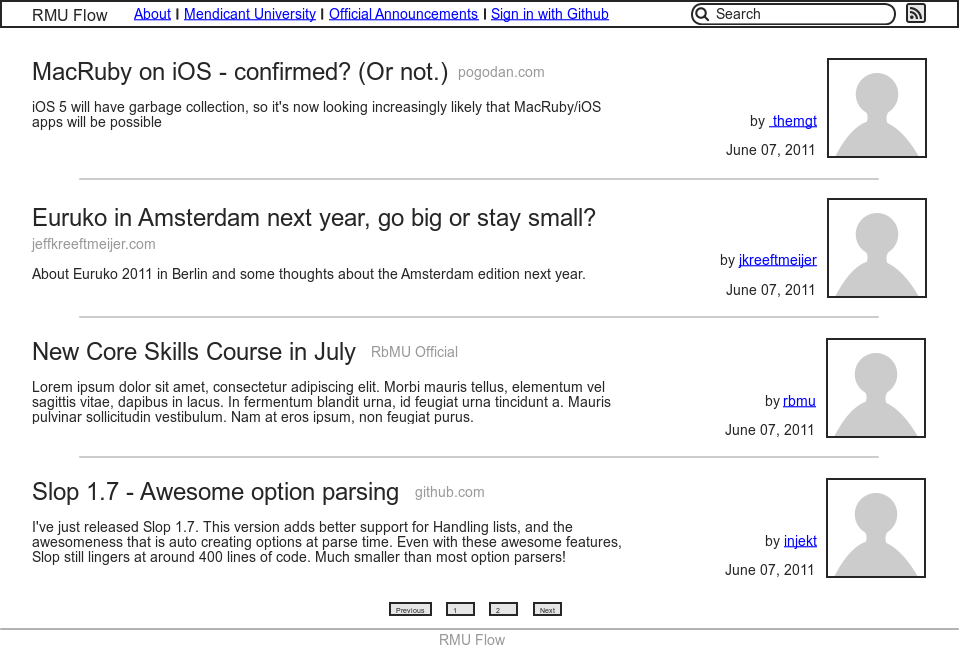 RMU Flow About I Mendicant University I Official Announcements I Sign in with Github Search
MacRuby on iOS - confirmed? (Or not.) pogodan.com
iOS 5 will have garbage collection, so it's now looking increasingly likely that MacRuby/iOS
apps will be possible
by themgt
June 07, 2011
Euruko in Amsterdam next year, go big or stay small?
jeffkreeftmeijer.com
by jkreeftmeijer
About Euruko 2011 in Berlin and some thoughts about the Amsterdam edition next year.
June 07, 2011
New Core Skills Course in July RbMU Official
Lorem ipsum dolor sit amet, consectetur adipiscing elit. Morbi mauris tellus, elementum vel
sagittis vitae, dapibus in lacus. In fermentum blandit urna, id feugiat urna tincidunt a. Mauris
pulvinar sollicitudin vestibulum. Nam at eros ipsum, non feugiat purus.
by rbmu
June 07, 2011
Slop 1.7 - Awesome option parsing github.com
I've just released Slop 1.7. This version adds better support for Handling lists, and the
awesomeness that is auto creating options at parse time. Even with these awesome features,
Slop still lingers at around 400 lines of code. Much smaller than most option parsers!
by injekt
June 07, 2011
Previous 1 2 Next
RMU Flow